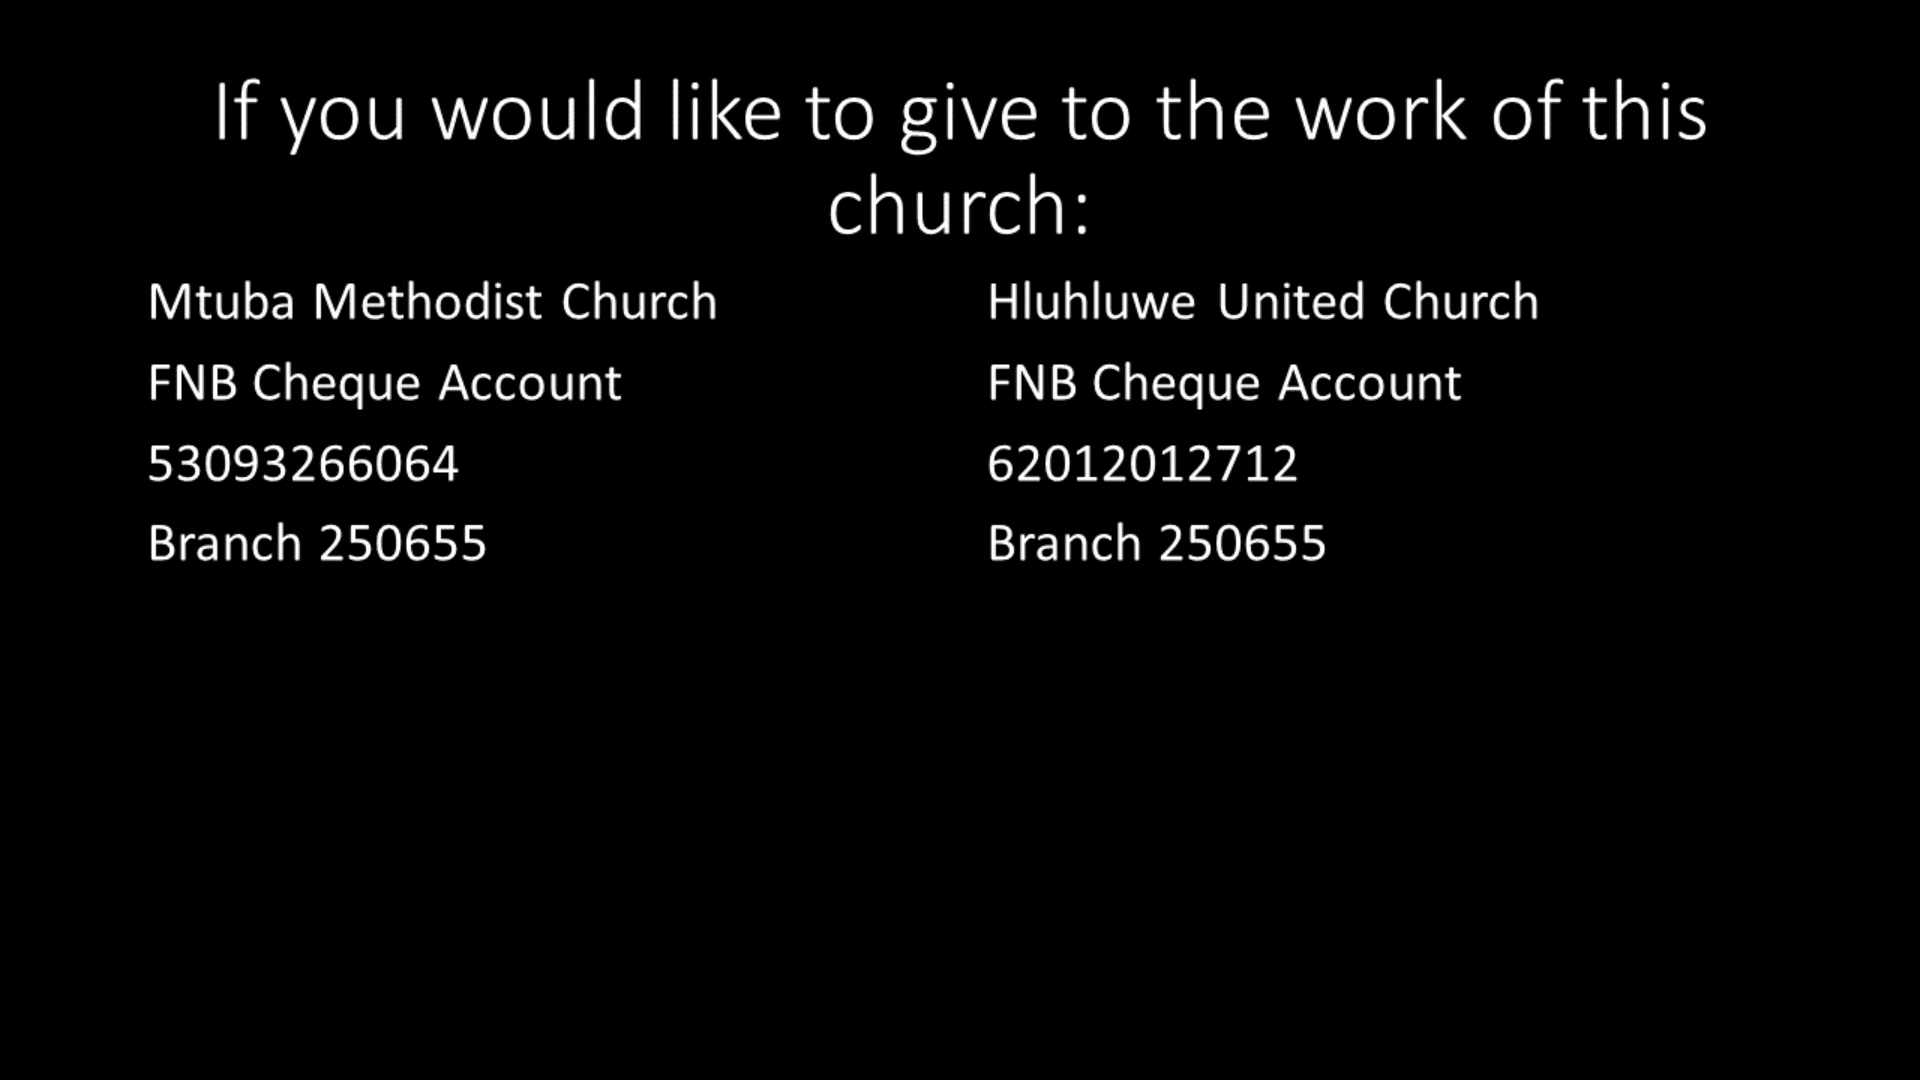 If you would like to give to the work of this
church:
Mtuba Methodist Church
FNB Cheque Account
53093266064
Branch 250655
Hluhluwe United Church
FNB Cheque Account
62012012712
Branch 250655